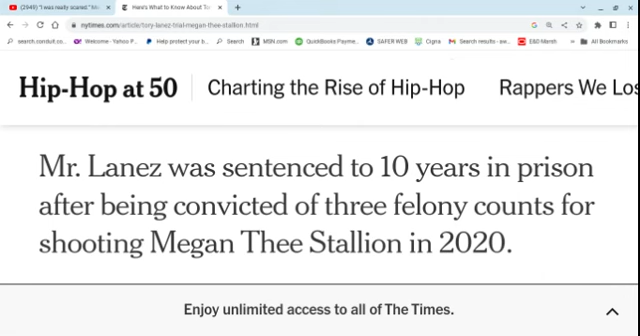 (2949) "I was really scared." M
Here's What to Know About To
nytimes.com/article/tory-lanez-trial-megan-thee-stallion.html
search.conduit.co... Welcome - Yahoo P... Help protect your b... Search MSN.com QuickBooks Payme... SAFER WEB Cigna Search results - aw... E&O Marsh » All Bookmarks
Hip-Hop at 50 Charting the Rise of Hip-Hop Rappers We Los
Mr. Lanez was sentenced to 10 years in prison
after being convicted of three felony counts for
shooting Megan Thee Stallion in 2020.
Enjoy unlimited access to all of The Times.